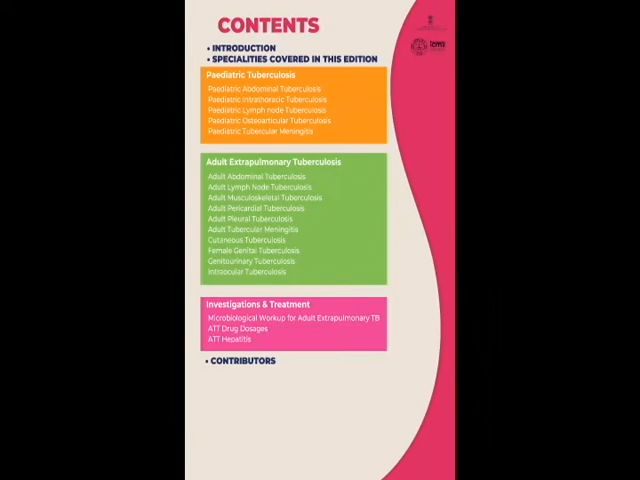 CONTENTS
• INTRODUCTION
• SPECIALITIES COVERED IN THIS EDITION
Paediatric Tuberculosis
Paediatric Abdominal Tuberculosis
Paediatric Intrathoracic Tuberculosis
Paediatric Lymph node Tuberculosis
Paediatric Osteoarticular Tuberculosis
Paediatric Tubercular Meningitis
Adult Extrapulmonary Tuberculosis
Adult Abdominal Tuberculosis
Adult Lymph Node Tuberculosis
Adult Musculoskeletal Tuberculosis
Adult Pericardial Tuberculosis
Adult Pleural Tuberculosis
Adult Tubercular Meningitis
Cutaneous Tuberculosis
Female Genital Tuberculosis
Genitourinary Tuberculosis
Intraocular Tuberculosis
Investigations & Treatment
Microbiological Workup for Adult Extrapulmonary TB
ATT Drug Dosages
ATT Hepatitis
• CONTRIBUTORS
icmr